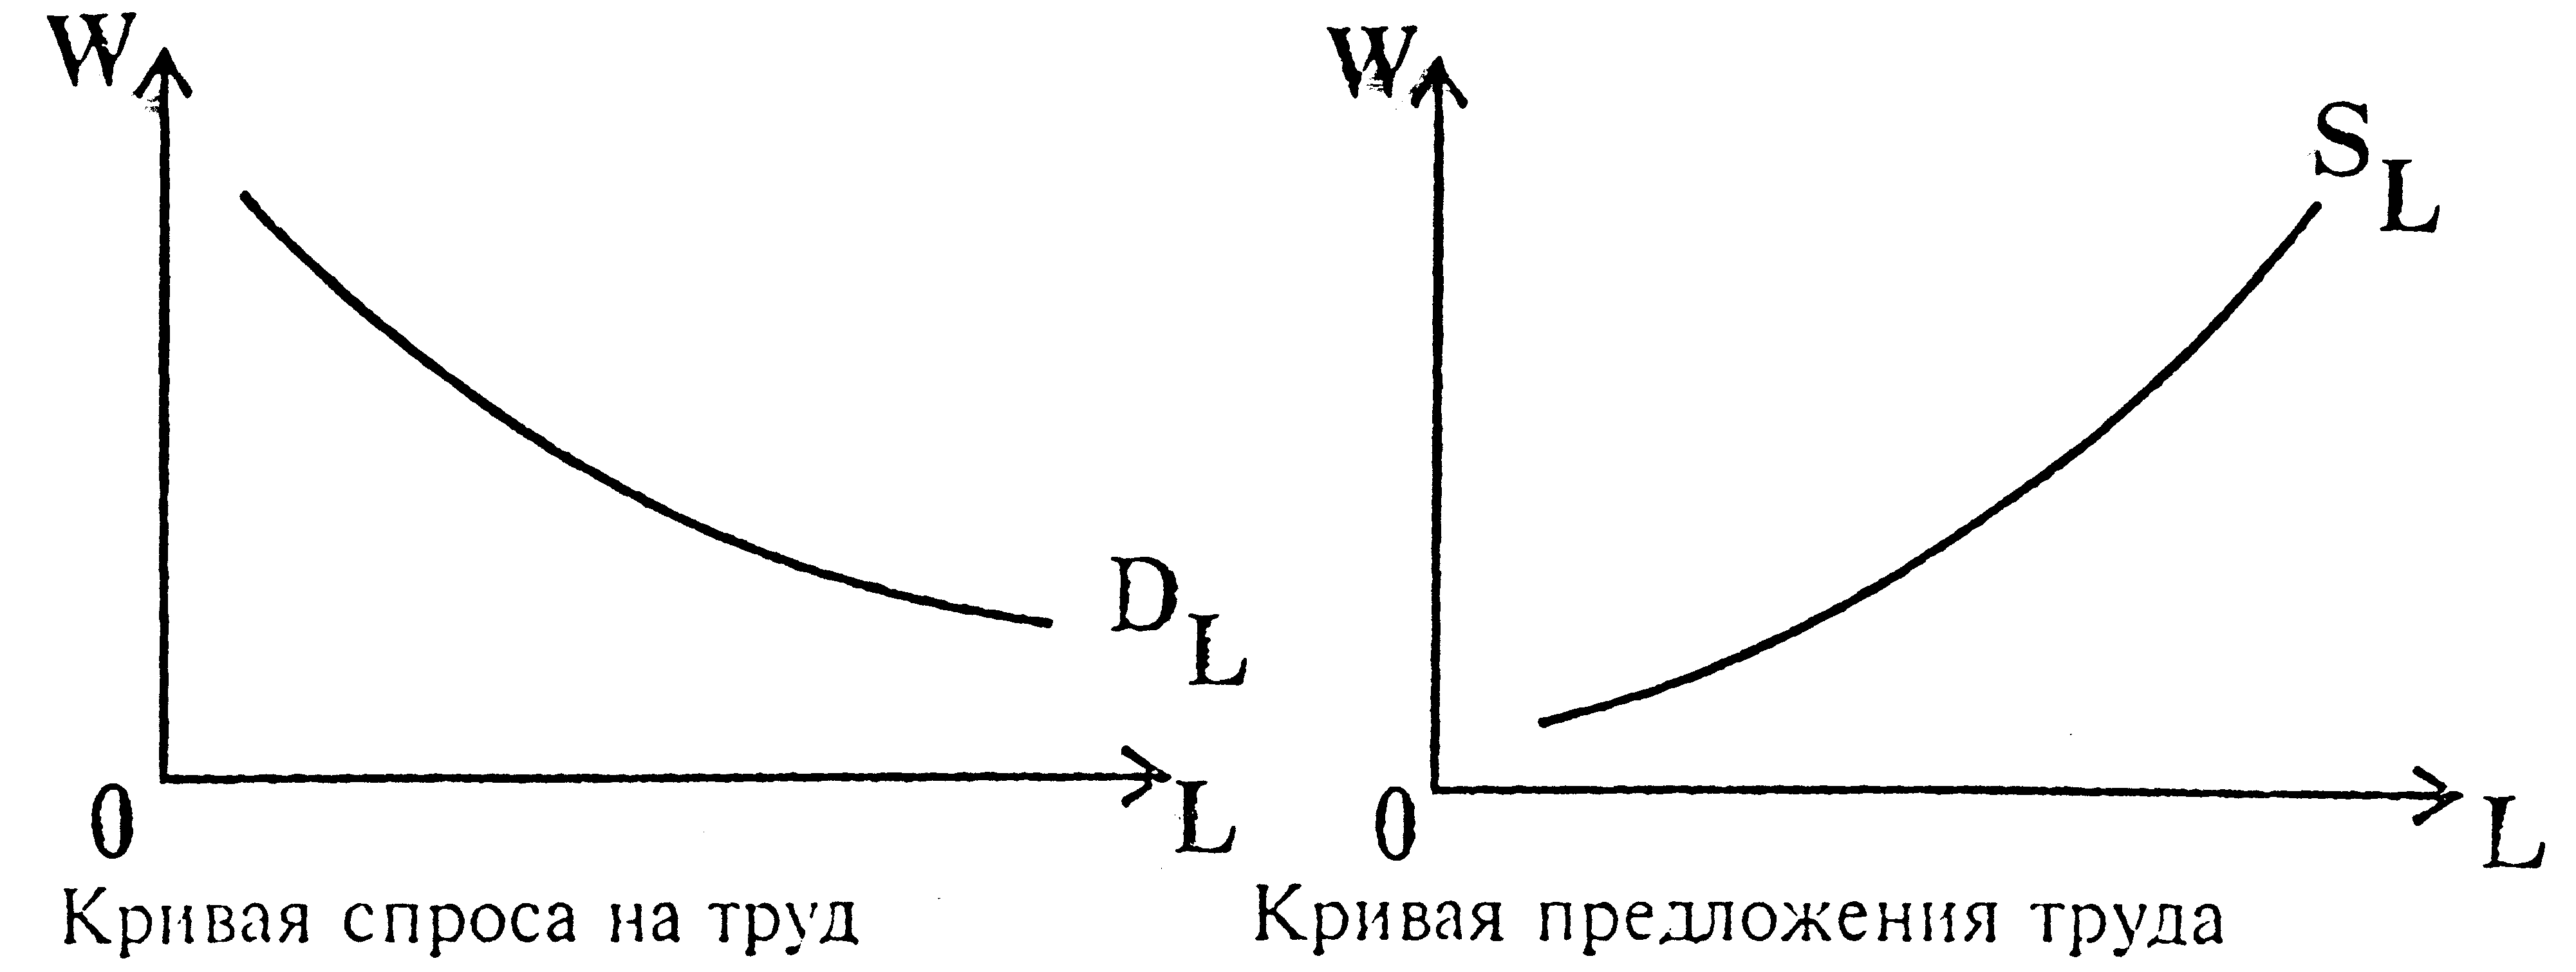 W
D_L
0
L
Кривая спроса на труд
W
S_L
0
L
Кривая предложения труда